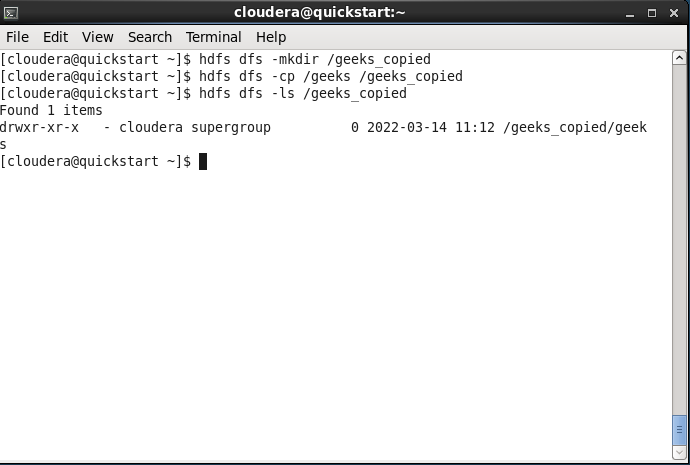 cloudera@quickstart:~
File Edit View Search Terminal Help
[cloudera@quickstart ~]$ hdfs dfs -mkdir /geeks_copied
[cloudera@quickstart ~]$ hdfs dfs -cp /geeks /geeks_copied
[cloudera@quickstart ~]$ hdfs dfs -ls /geeks_copied
Found 1 items
drwxr-xr-x   - cloudera supergroup          0 2022-03-14 11:12 /geeks_copied/geek
s
[cloudera@quickstart ~]$